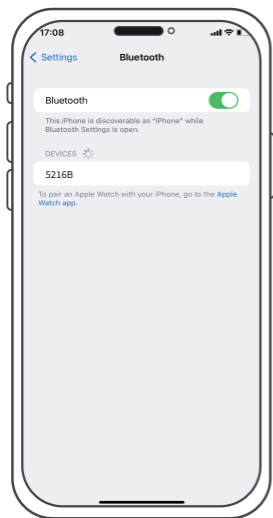 17:08
Settings
Bluetooth
Bluetooth
This iPhone is discoverable as "iPhone" while
Bluetooth Settings is open.
DEVICES
5216B
To pair an Apple Watch with your iPhone, go to the Apple
Watch app.